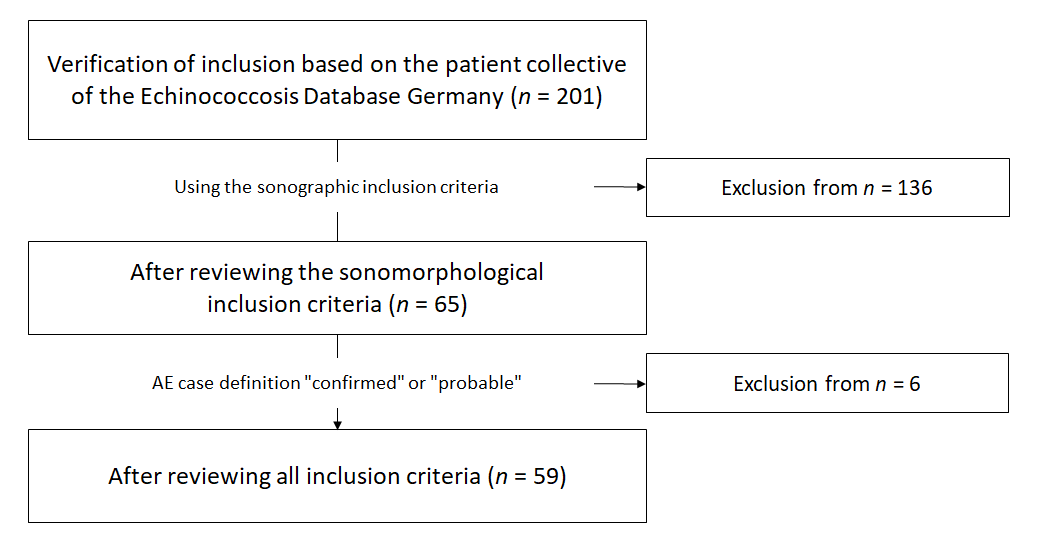 Verification of inclusion based on the patient collective
of the Echinococcosis Database Germany (n = 201)
Using the sonographic inclusion criteria
Exclusion from n = 136
After reviewing the sonomorphological
inclusion criteria (n = 65)
AE case definition "confirmed" or "probable"
Exclusion from n = 6
After reviewing all inclusion criteria (n = 59)